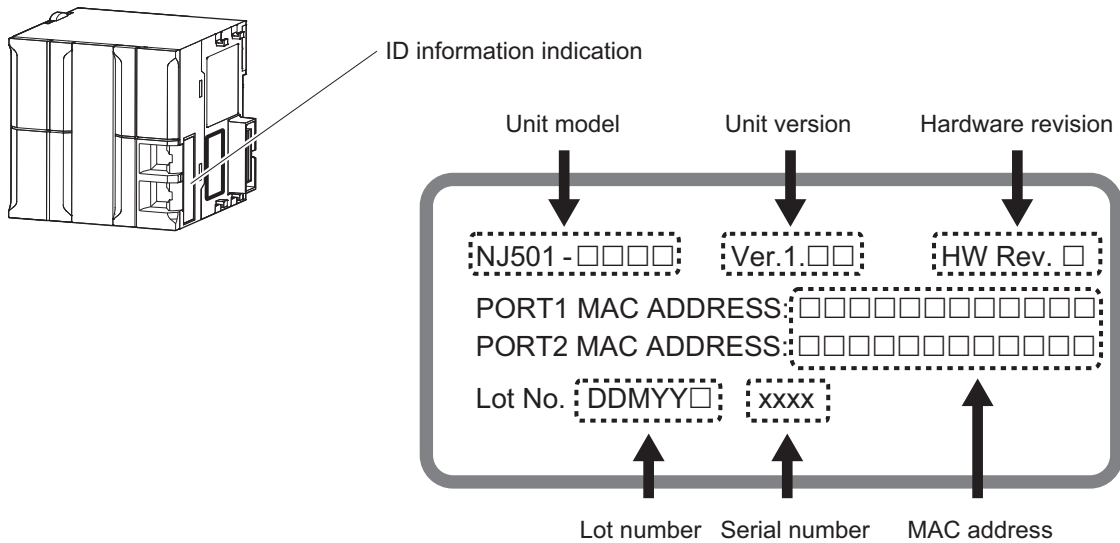 ID information indication
Unit model Unit version Hardware revision
NJ501-□□□□ Ver.1.□□ HW Rev. □
PORT1 MAC ADDRESS: □□□□□□□□□□□□
PORT2 MAC ADDRESS: □□□□□□□□□□□□
Lot No. DDMYY□ xxxx
Lot number Serial number MAC address